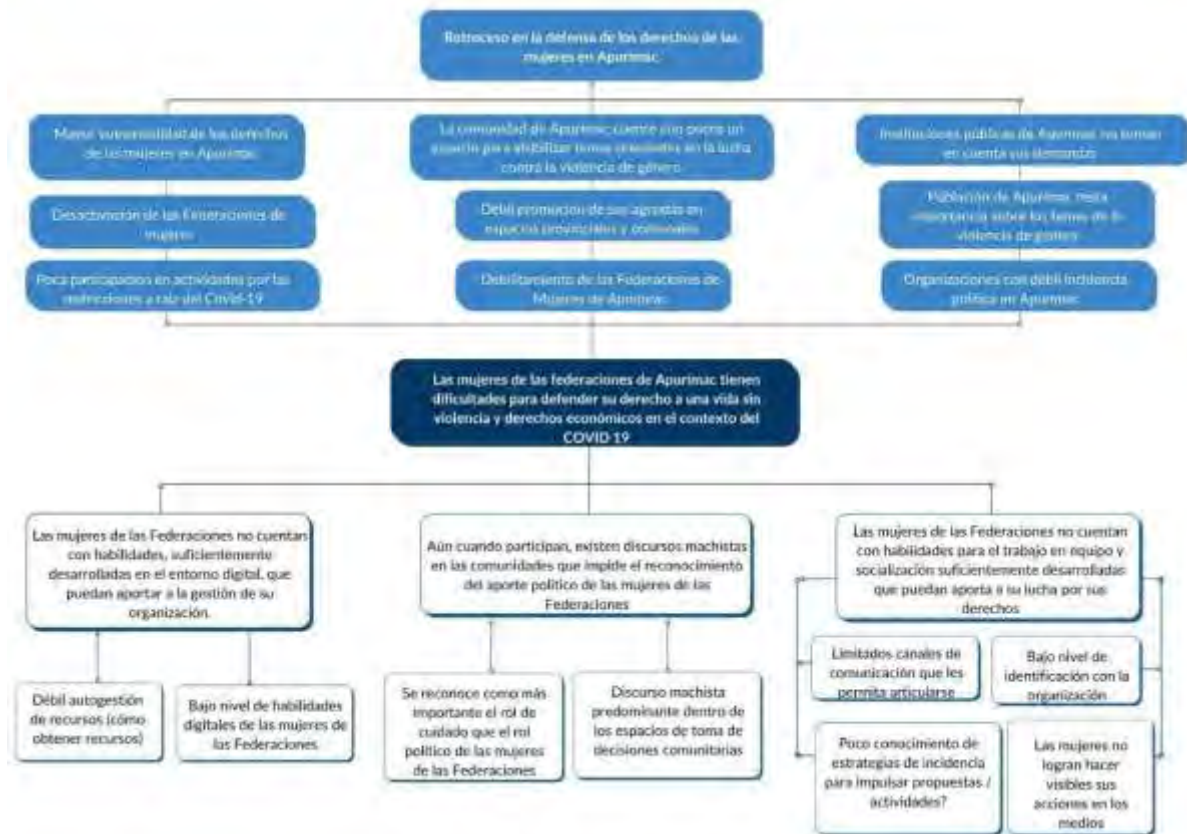 Retroceso en la defensa de los derechos de las
mujeres en Apurimac.
Mayor vulnerabilidad de los derechos
de las mujeres en Apurimac
La comunidad de Apurimac cuente con un
espacio para visibilizar temas en la lucha
contra la violencia de género
Instituciones públicas de Apurimac no toman
en cuenta sus demandas
Desactivación de las Federaciones de
mujeres
Débil promoción de sus agendas en
espacios provinciales y comunales
Población de Apurimac resta
importancia sobre los temas de la
violencia de género
Poca participación en actividades por las
restricciones a raíz del Covid-19
Debilitamiento de las Federaciones de
Mujeres de Apurimac
Organizaciones con débil incidencia
política en Apurimac
Las mujeres de las federaciones de Apurimac tienen
dificultades para defender su derecho a una vida sin
violencia y derechos económicos en el contexto del
COVID 19
Las mujeres de las Federaciones no cuentan
con habilidades, suficientemente
desarrolladas en el entorno digital, que
puedan aportar a la gestión de su
organización.
Aún cuando participan, existen discursos machistas
en las comunidades que impide el reconocimiento
del aporte político de las mujeres de las
Federaciones
Las mujeres de las Federaciones no cuentan
con habilidades para el trabajo en equipo y
socialización suficientemente desarrolladas
que puedan aporta a su lucha por sus
derechos
Débil autogestión
de recursos (cómo
obtener recursos)
Bajo nivel de habilidades
digitales de las mujeres de
las Federaciones
Se reconoce como más
importante el rol de
cuidado que el rol
político de las mujeres
de las Federaciones
Discurso machista
predominante dentro de
los espacios de toma de
decisiones comunitarias
Limitados canales de
comunicación que les
permita articularse
Bajo nivel de
identificación con la
organización
Poco conocimiento de
estrategias de incidencia
para impulsar propuestas /
actividades?
Las mujeres no
logran hacer
visibles sus
acciones en los
medios